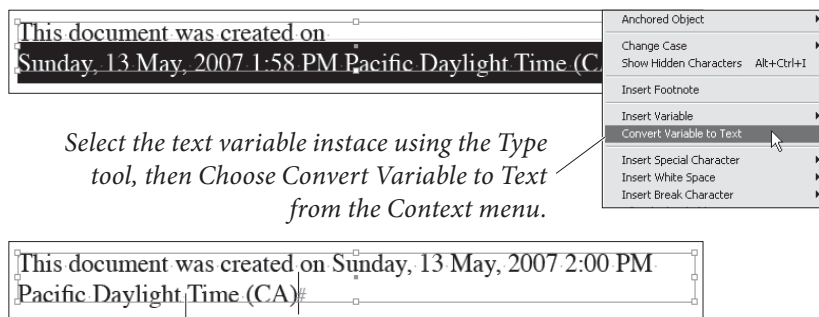 This document was created on
Sunday, 13 May, 2007 1:58 PM Pacific Daylight Time (CA
Anchored Object
Change Case
Show Hidden Characters Alt+Ctrl+I
Insert Footnote
Insert Variable
Convert Variable to Text
Insert Special Character
Insert White Space
Insert Break Character
Select the text variable instace using the Type
tool, then Choose Convert Variable to Text
from the Context menu.
This document was created on Sunday, 13 May, 2007 2:00 PM
Pacific Daylight Time (CA)#